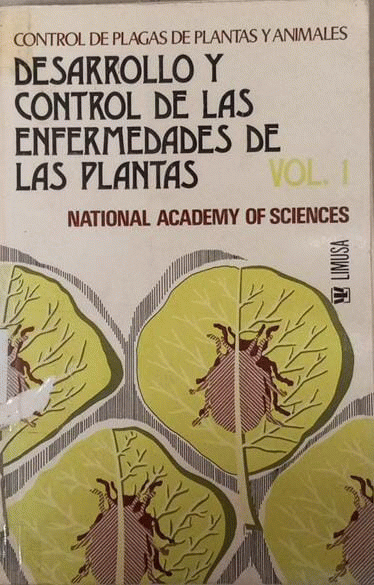 CONTROL DE PLAGAS DE PLANTAS Y ANIMALES
DESARROLLO Y
CONTROL DE LAS
ENFERMEDADES DE
LAS PLANTAS VOL. 1
NATIONAL ACADEMY OF SCIENCES
LIMUSA